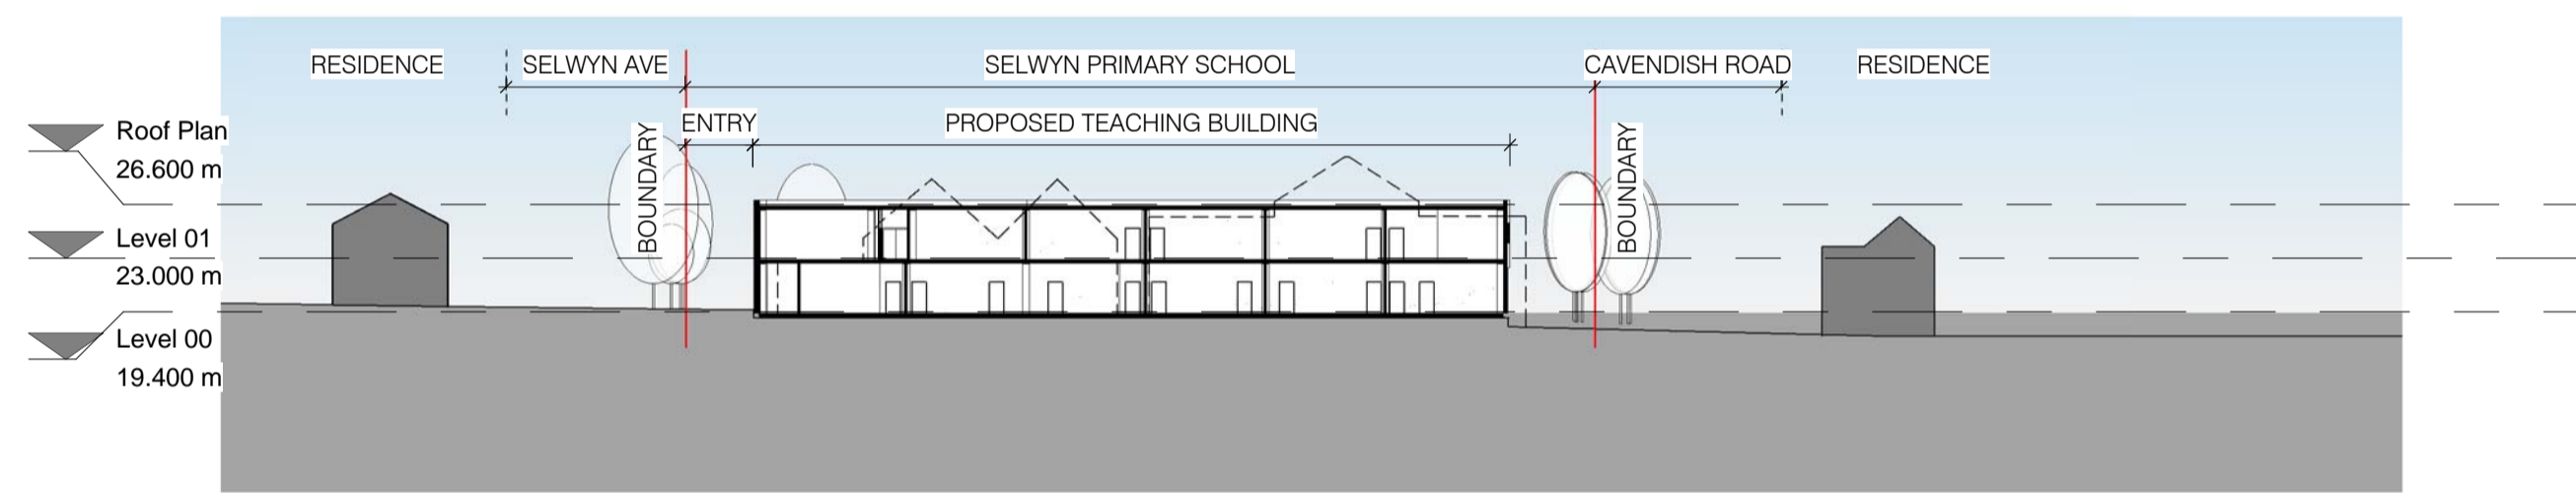 RESIDENCE
SELWYN AVE
SELWYN PRIMARY SCHOOL
CAVENDISH ROAD
RESIDENCE
ENTRY
PROPOSED TEACHING BUILDING
BOUNDARY
BOUNDARY
Roof Plan
26.600 m
Level 01
23.000 m
Level 00
19.400 m